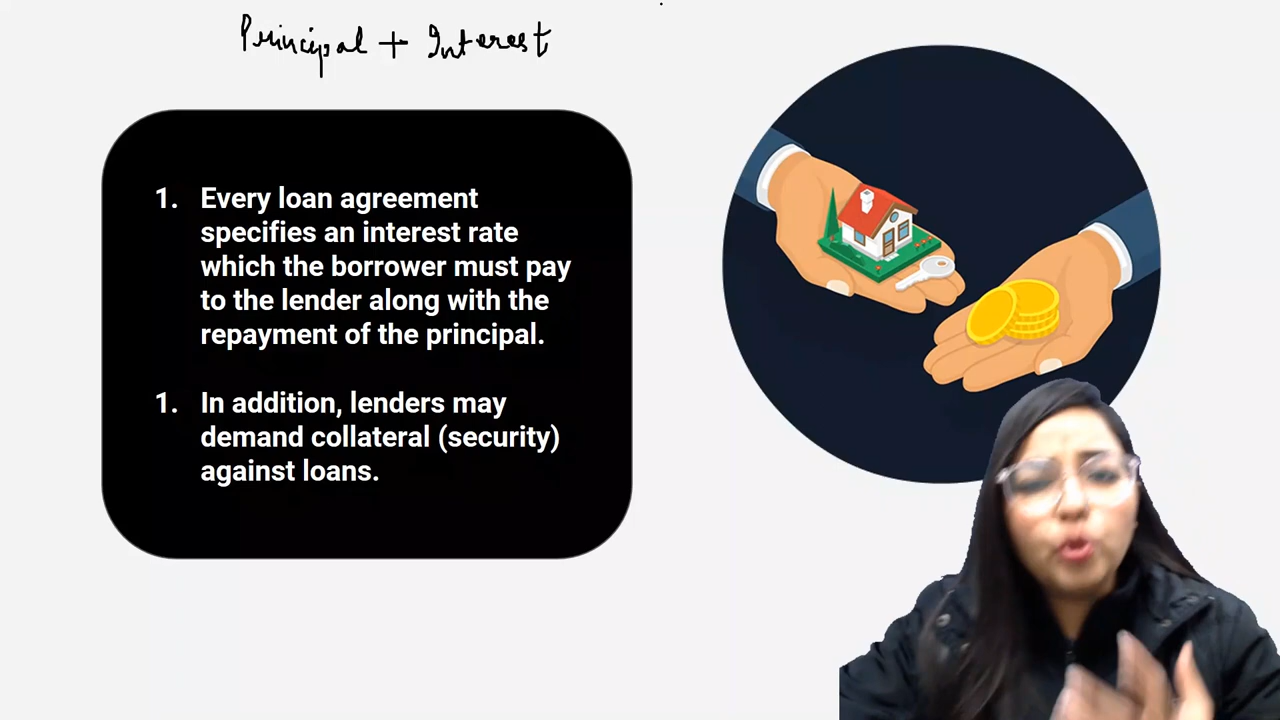 Principal + Interest
1. Every loan agreement
specifies an interest rate
which the borrower must pay
to the lender along with the
repayment of the principal.
1. In addition, lenders may
demand collateral (security)
against loans.